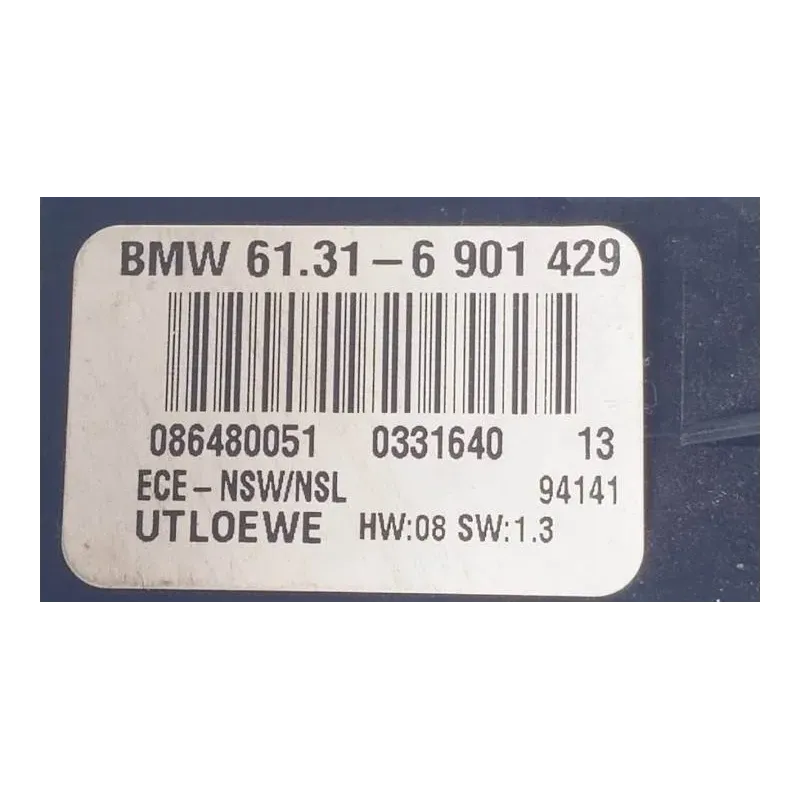 BMW 61.31-6 901 429
086480051 0331640 13
ECE-NSW/NSL 94141
UTLOEWE HW:08 SW:1.3